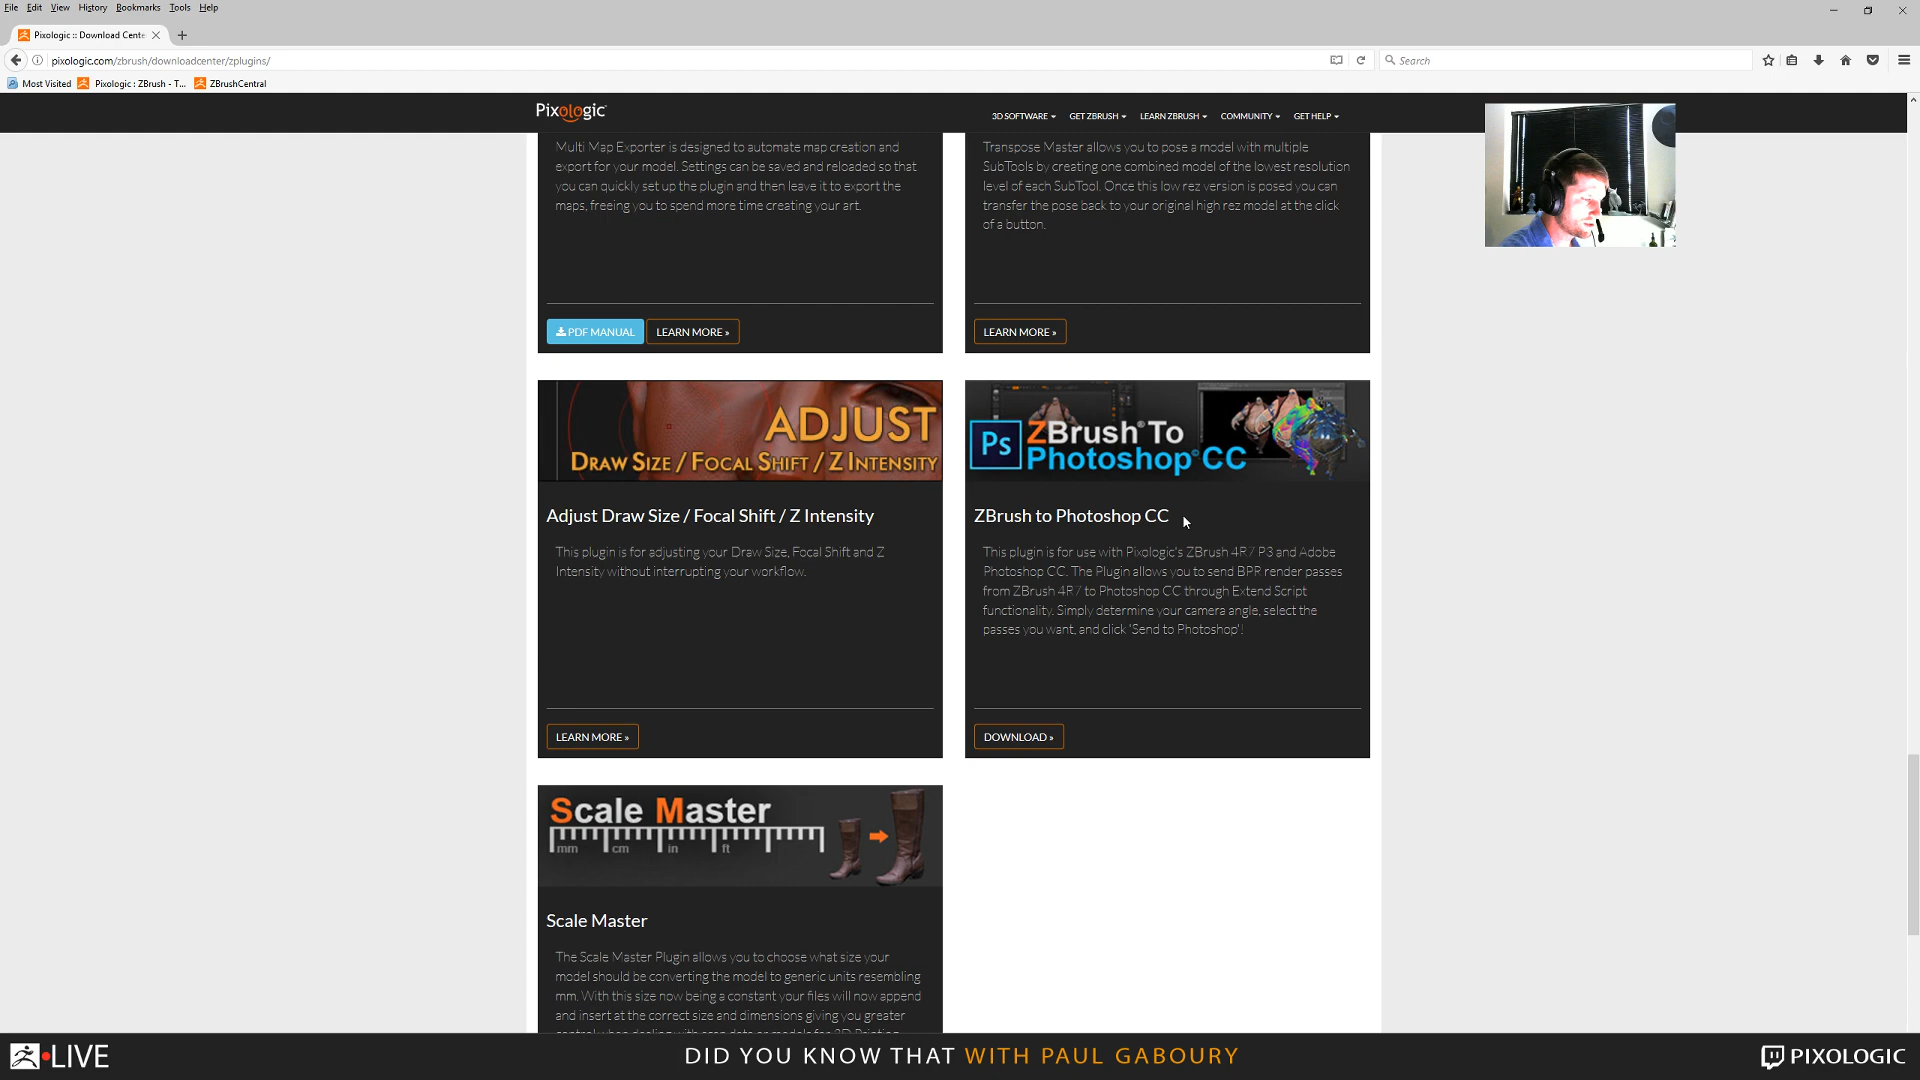 File Edit View History Bookmarks Tools Help
Pixologic :: Download Cente
pixologic.com/zbrush/downloadcenter/zplugins/
Search
Most Visited Pixologic : ZBrush - T... ZBrushCentral
Pixologic
3D SOFTWARE GET ZBRUSH LEARN ZBRUSH COMMUNITY GET HELP
Multi Map Exporter is designed to automate map creation and
export for your model. Settings can be saved and reloaded so that
you can quickly set up the plugin and then leave it to export the
maps, freeing you to spend more time creating your art.
PDF MANUAL LEARN MORE »
Transpose Master allows you to pose a model with multiple
SubTools by creating one combined model of the lowest resolution
level of each SubTool. Once this low rez version is posed you can
transfer the pose back to your original high rez model at the click
of a button.
LEARN MORE »
ADJUST
DRAW SIZE / FOCAL SHIFT / Z INTENSITY
Adjust Draw Size / Focal Shift / Z Intensity
This plugin is for adjusting your Draw Size, Focal Shift and Z
Intensity without interrupting your workflow.
LEARN MORE »
Ps
ZBrush® To
Photoshop® CC
ZBrush to Photoshop CC
This plugin is for use with Pixologic's ZBrush 4R7 P3 and Adobe
Photoshop CC. The Plugin allows you to send BPR render passes
from ZBrush 4R7 to Photoshop CC through Extend Script
functionality. Simply determine your camera angle, select the
passes you want, and click 'Send to Photoshop'!
DOWNLOAD »
Scale Master
mm cm in ft
Scale Master
The Scale Master Plugin allows you to choose what size your
model should be converting the model to generic units resembling
mm. With this size now being a constant your files will now append
and insert at the correct size and dimensions giving you greater
control when dealing with scan data or models for 3D Printing.
LIVE
DID YOU KNOW THAT WITH PAUL GABOURY
PIXOLOGIC